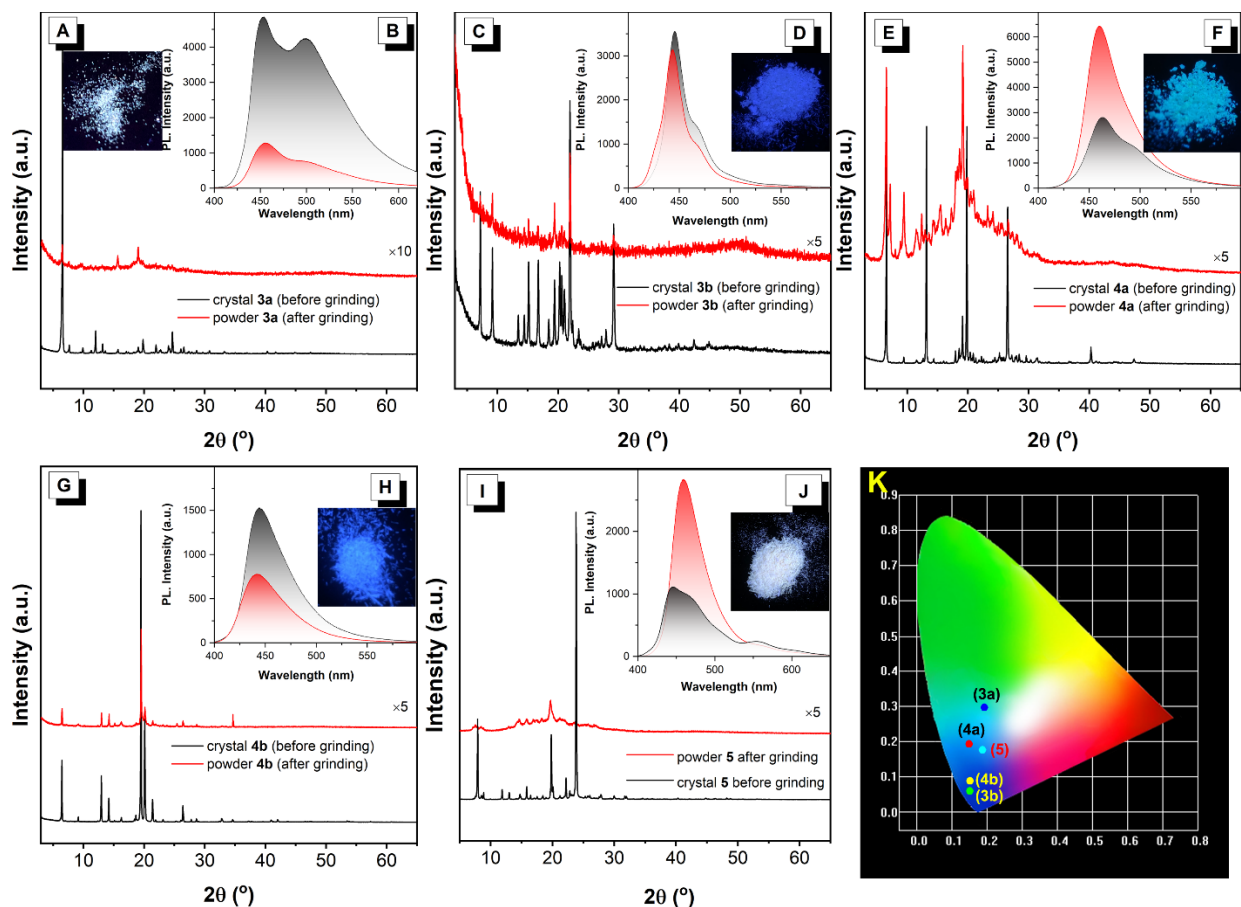 A
B
PL. Intensity (a.u.)
4000
3000
2000
1000
0
400
450
500
550
600
Wavelength (nm)
Intensity (a.u.)
×10
crystal 3a (before grinding)
powder 3a (after grinding)
10
20
30
40
50
60
2θ (º)
C
D
PL. Intensity (a.u.)
3000
2000
1000
0
400
450
500
550
Wavelength (nm)
Intensity (a.u.)
×5
crystal 3b (before grinding)
powder 3b (after grinding)
10
20
30
40
50
60
2θ (º)
E
F
PL. Intensity (a.u.)
7000
6000
5000
4000
3000
2000
1000
0
400
450
500
550
Wavelength (nm)
Intensity (a.u.)
×5
crystal 4a (before grinding)
powder 4a (after grinding)
10
20
30
40
50
60
2θ (º)
G
H
PL. Intensity (a.u.)
1500
1000
500
0
400
450
500
550
Wavelength (nm)
Intensity (a.u.)
×5
crystal 4b (before grinding)
powder 4b (after grinding)
10
20
30
40
50
60
2θ (º)
I
J
PL. Intensity (a.u.)
2000
1000
0
400
450
500
550
600
Wavelength (nm)
Intensity (a.u.)
×5
powder 5 after grinding
crystal 5 before grinding
10
20
30
40
50
60
2θ (º)
K
0.9
0.8
0.7
0.6
0.5
0.4
0.3
0.2
0.1
0.0
(3a)
(4a)
(5)
(4b)
(3b)
0.0 0.1 0.2 0.3 0.4 0.5 0.6 0.7 0.8